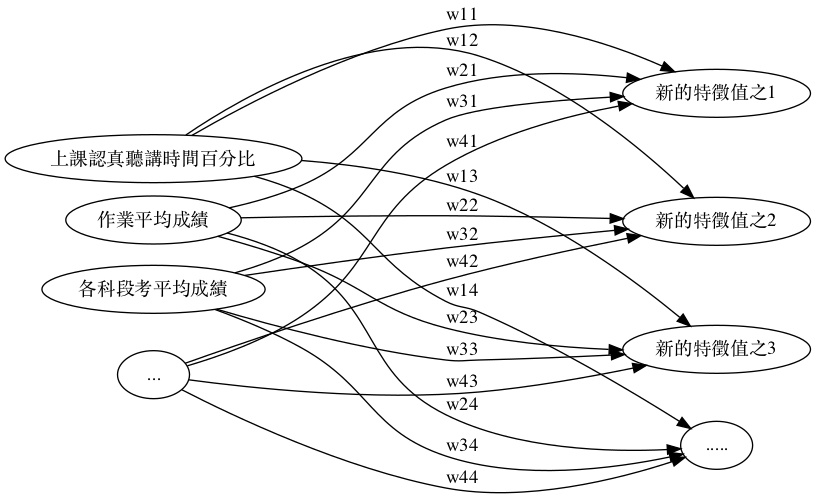 w11
w12
w21
w31
w41
w13
w22
w32
w42
w14
w23
w33
w43
w24
w34
w44
上課認真聽講時間百分比
作業平均成績
各科段考平均成績
...
新的特徵值之1
新的特徵值之2
新的特徵值之3
.....